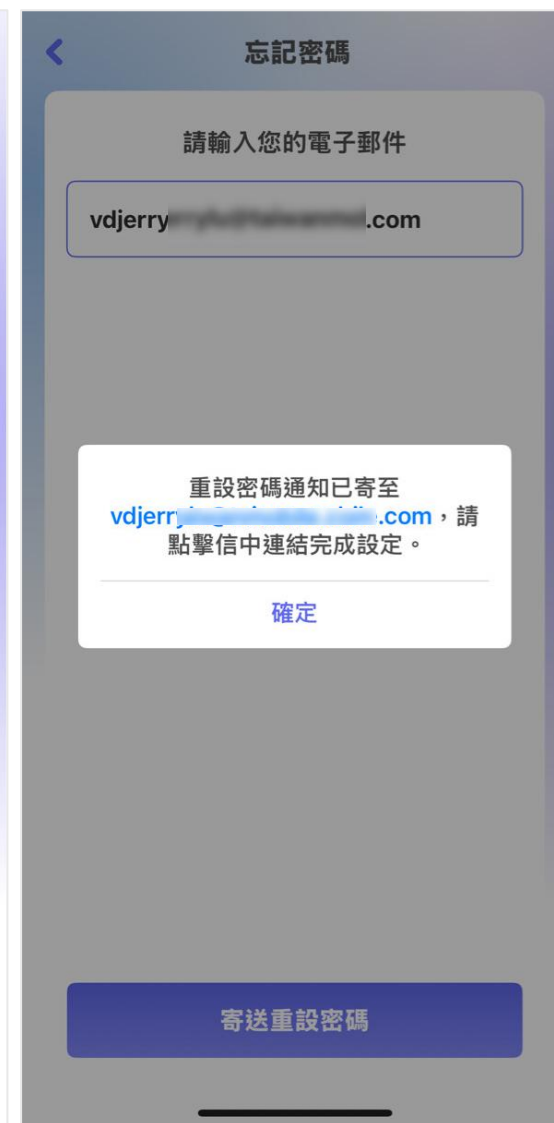 忘記密碼
請輸入您的電子郵件
vdjerry .com
重設密碼通知已寄至
vdjerr .com，請
點擊信中連結完成設定。
確定
寄送重設密碼